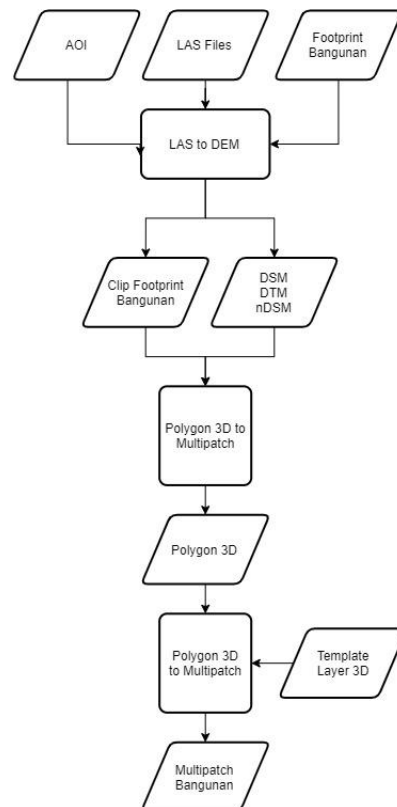 AOI
LAS Files
Footprint
Bangunan
LAS to DEM
Clip Footprint
Bangunan
DSM
DTM
nDSM
Polygon 3D to
Multipatch
Polygon 3D
Polygon 3D
to Multipatch
Template
Layer 3D
Multipatch
Bangunan